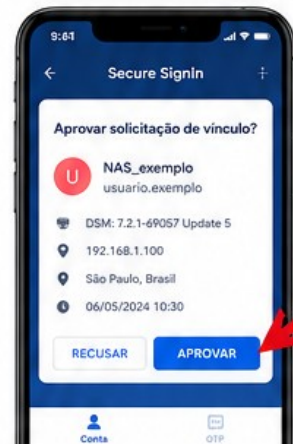 9:41
Secure Signin
Aprovar solicitação de vínculo?
U
NAS_exemplo
usuario.exemplo
DSM: 7.2.1-69057 Update 5
192.168.1.100
São Paulo, Brasil
06/05/2024 10:30
RECUSAR APROVAR
Conta OTP